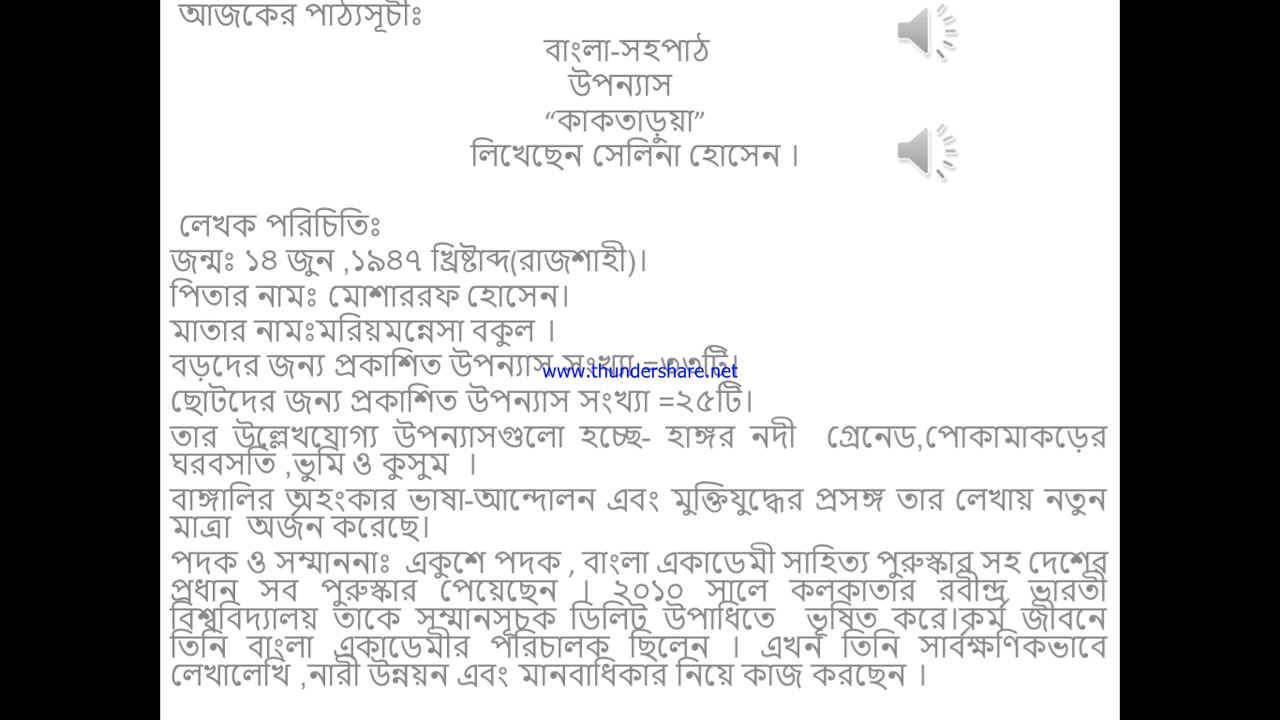 আজকের পাঠ্যসূচীঃ
বাংলা-সহপাঠ
উপন্যাস
“কাকতাড়ুয়া”
লিখেছেন সেলিনা হোসেন ।
লেখক পরিচিতিঃ
জন্মঃ ১৪ জুন ,১৯৪৭ খ্রিষ্টাব্দ(রাজশাহী)।
পিতার নামঃ মোশাররফ হোসেন।
মাতার নামঃমরিয়মন্নেসা বকুল ।
বড়দের জন্য প্রকাশিত উপন্যাস সংখ্যা =৩৩টি।
www.thundershare.net
ছোটদের জন্য প্রকাশিত উপন্যাস সংখ্যা =২৫টি।
তার উল্লেখযোগ্য উপন্যাসগুলো হচ্ছে- হাঙ্গর নদী গ্রেনেড,পোকামাকড়ের
ঘরবসতি ,ভুমি ও কুসুম ।
বাঙ্গালির অহংকার ভাষা-আন্দোলন এবং মুক্তিযুদ্ধের প্রসঙ্গ তার লেখায় নতুন
মাত্রা অর্জন করেছে।
পদক ও সম্মাননাঃ একুশে পদক , বাংলা একাডেমী সাহিত্য পুরুস্কার সহ দেশের
প্রধান সব পুরুস্কার পেয়েছেন । ২০১০ সালে কলকাতার রবীন্দ্র ভারতী
বিশ্ববিদ্যালয় তাকে সম্মানসূচক ডিলিট উপাধিতে ভূষিত করে।কর্ম জীবনে
তিনি বাংলা একাডেমীর পরিচালক ছিলেন । এখন তিনি সার্বক্ষণিকভাবে
লেখালেখি ,নারী উন্নয়ন এবং মানবাধিকার নিয়ে কাজ করছেন ।